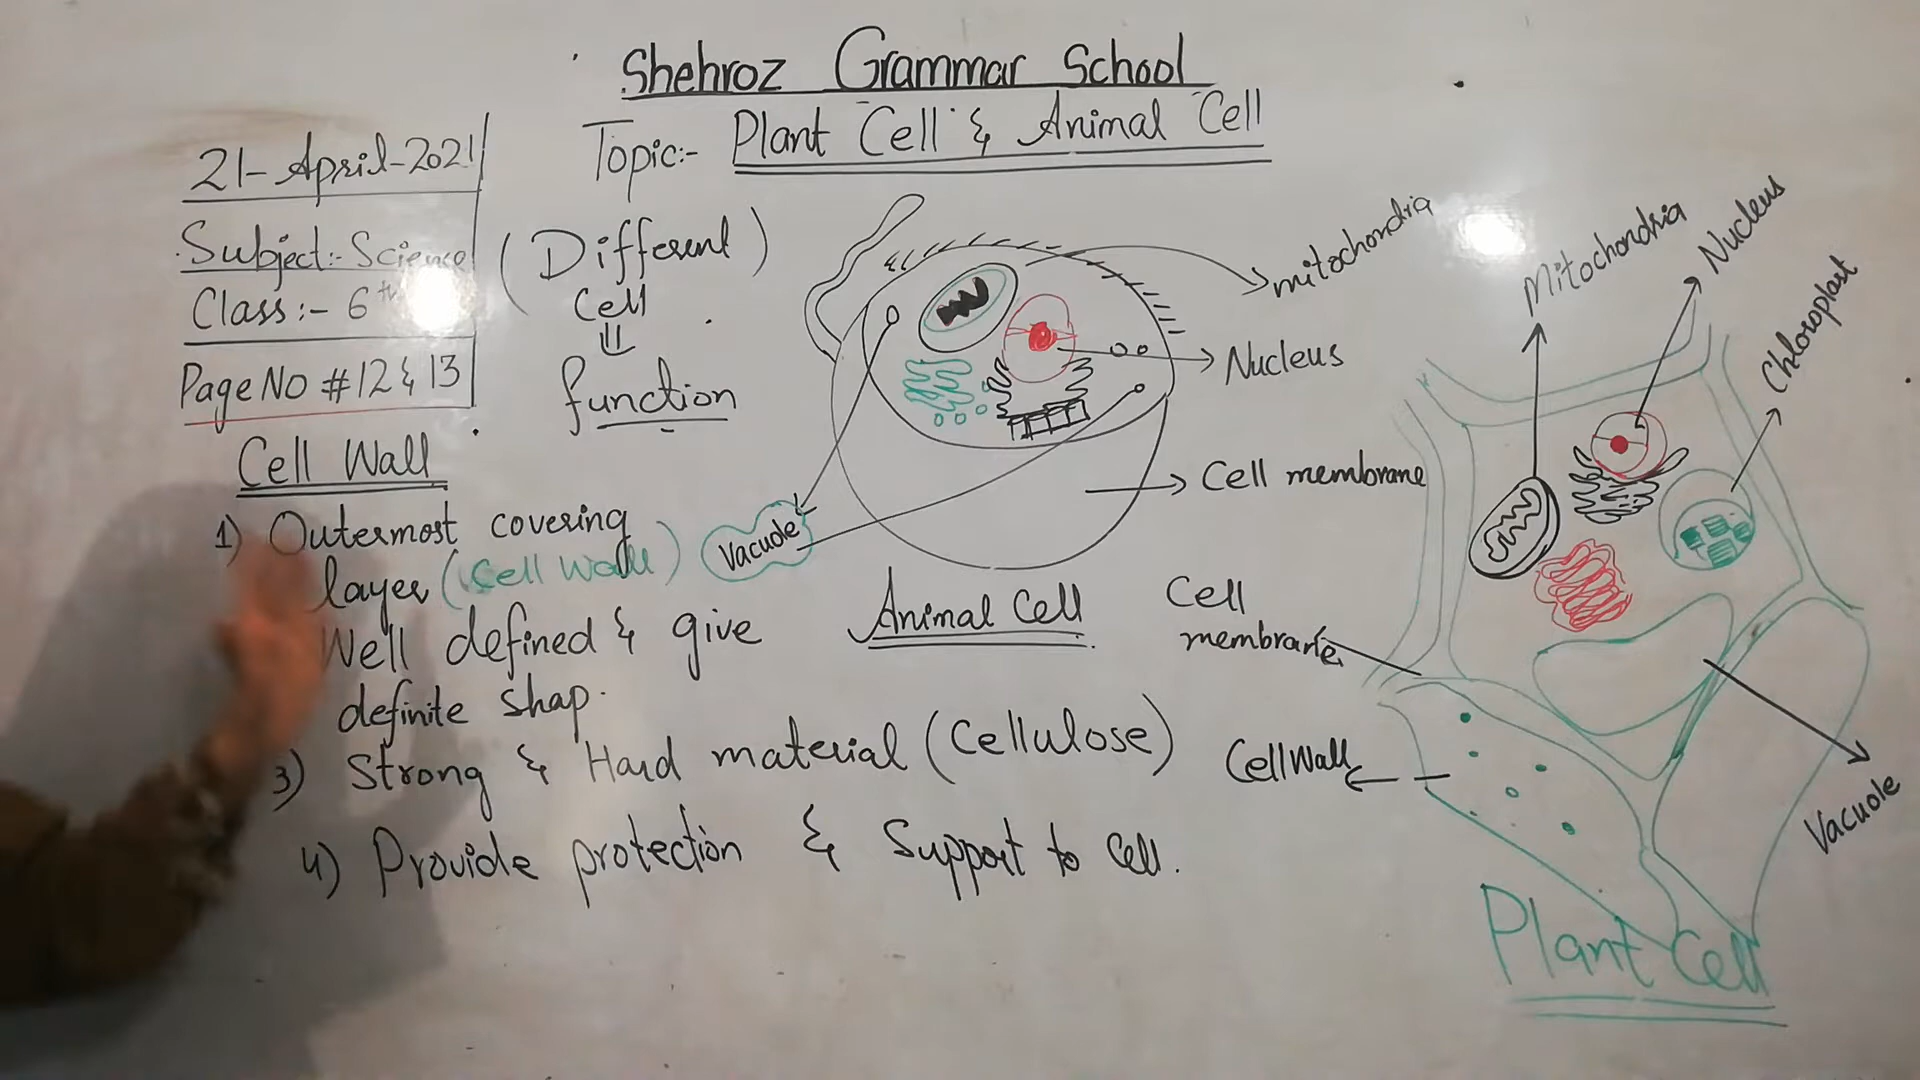 Shehroz Grammar School
Topic:- Plant Cell & Animal Cell
21-April-2021
Subject:- Science
Class:- 6th
Page No # 12 & 13
(Different)
Cell
function
Cell Wall
1) Outermost covering
layer (Cell Wall)
Well defined & give
definite shap.
3) Strong & Hard material (Cellulose)
4) Provide protection & Support to Cell.
mitochondria
Nucleus
Cell membrane
Vacuole
Animal Cell
Mitochondria
Nucleus
Chloroplast
Cell
membrane
Cell Wall
Vacuole
Plant Cell